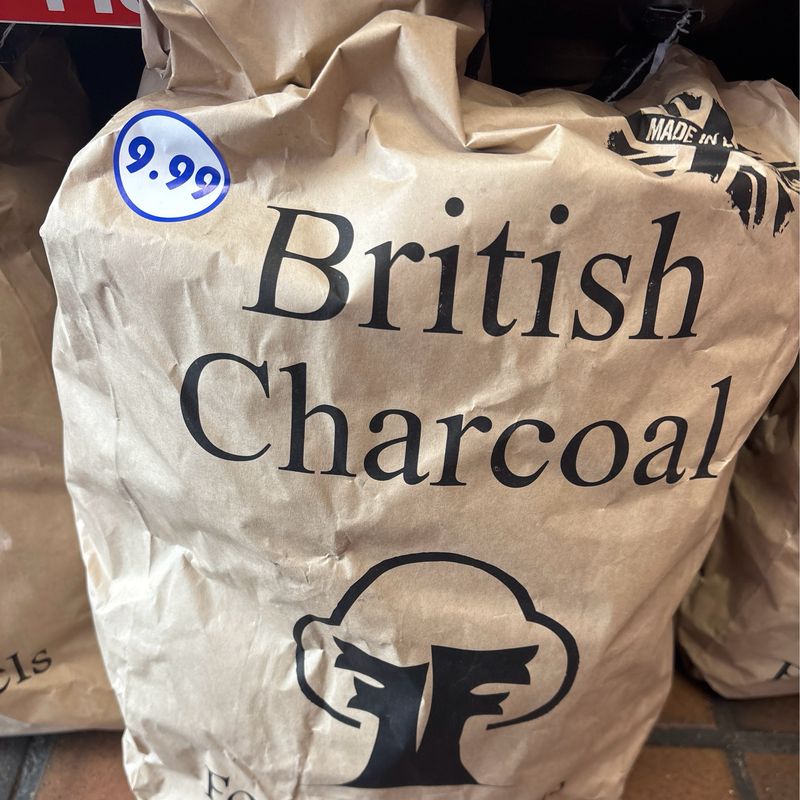 9.99
MADE IN
British
Charcoal